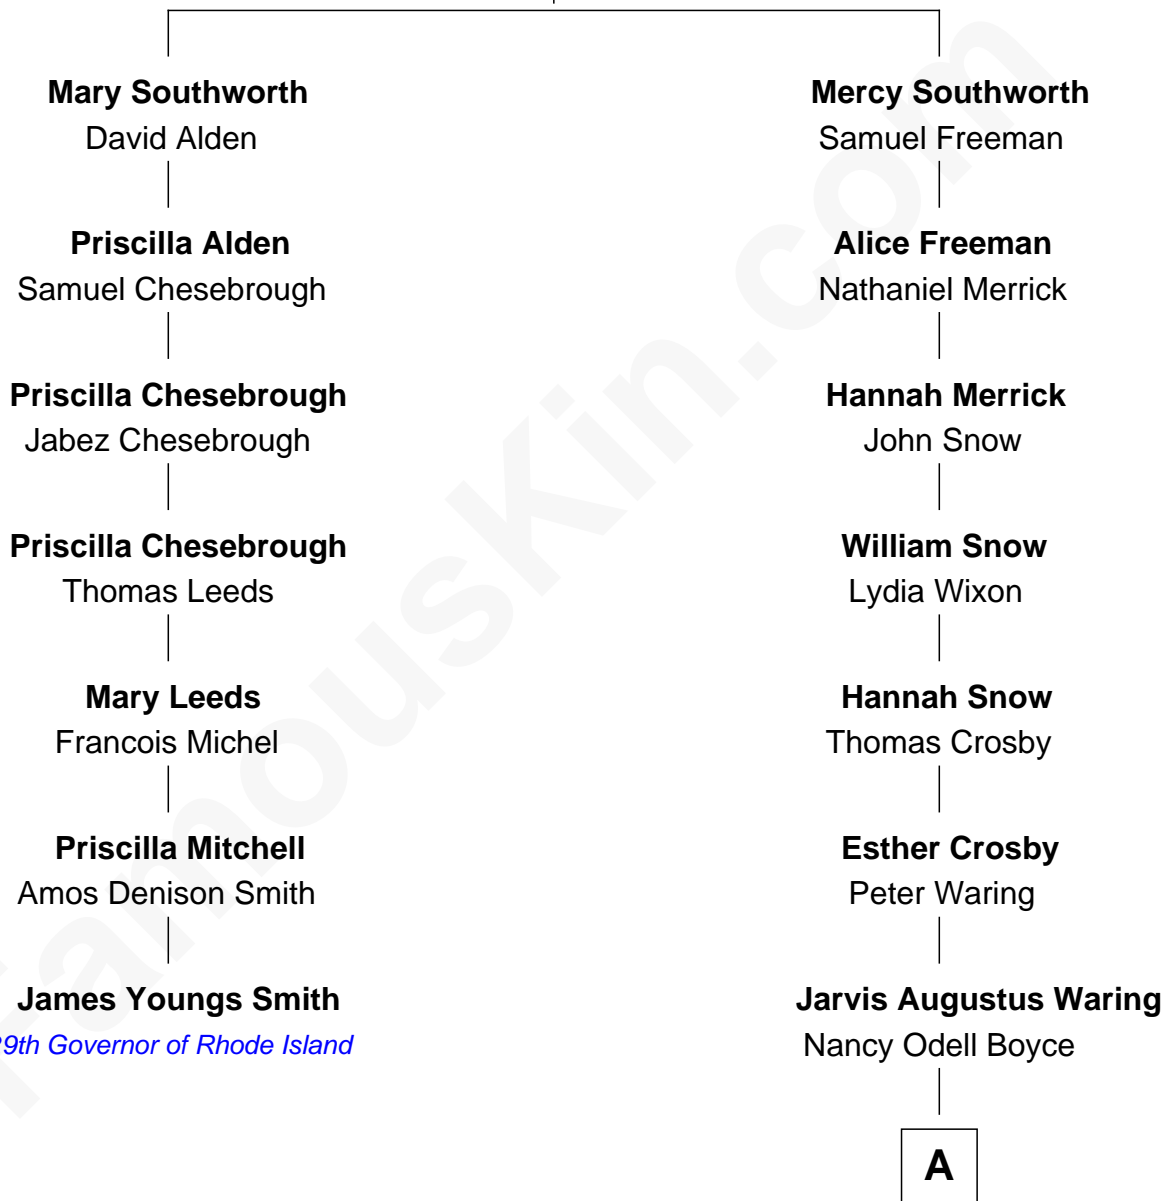 Mary Southworth
David Alden
Priscilla Alden
Samuel Chesebrough
Priscilla Chesebrough
Jabez Chesebrough
Priscilla Chesebrough
Thomas Leeds
Mary Leeds
Francois Michel
Priscilla Mitchell
Amos Denison Smith
James Youngs Smith
29th Governor of Rhode Island
Mercy Southworth
Samuel Freeman
Alice Freeman
Nathaniel Merrick
Hannah Merrick
John Snow
William Snow
Lydia Wixon
Hannah Snow
Thomas Crosby
Esther Crosby
Peter Waring
Jarvis Augustus Waring
Nancy Odell Boyce
A
FamousKin.com